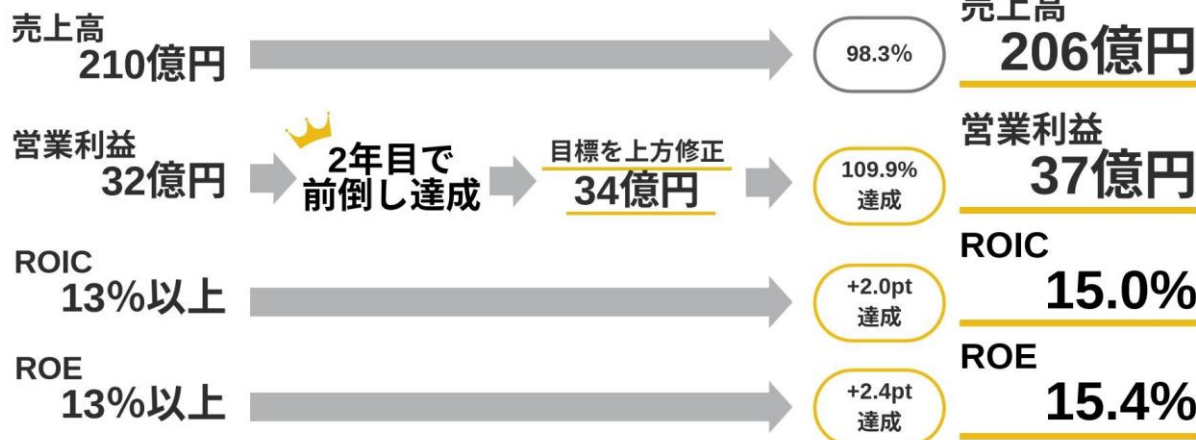 売上高
210億円
98.3%
売上高
206億円
営業利益
32億円
2年目で
前倒し達成
目標を上方修正
34億円
109.9%
達成
営業利益
37億円
ROIC
13%以上
+2.0pt
達成
ROIC
15.0%
ROE
13%以上
+2.4pt
達成
ROE
15.4%